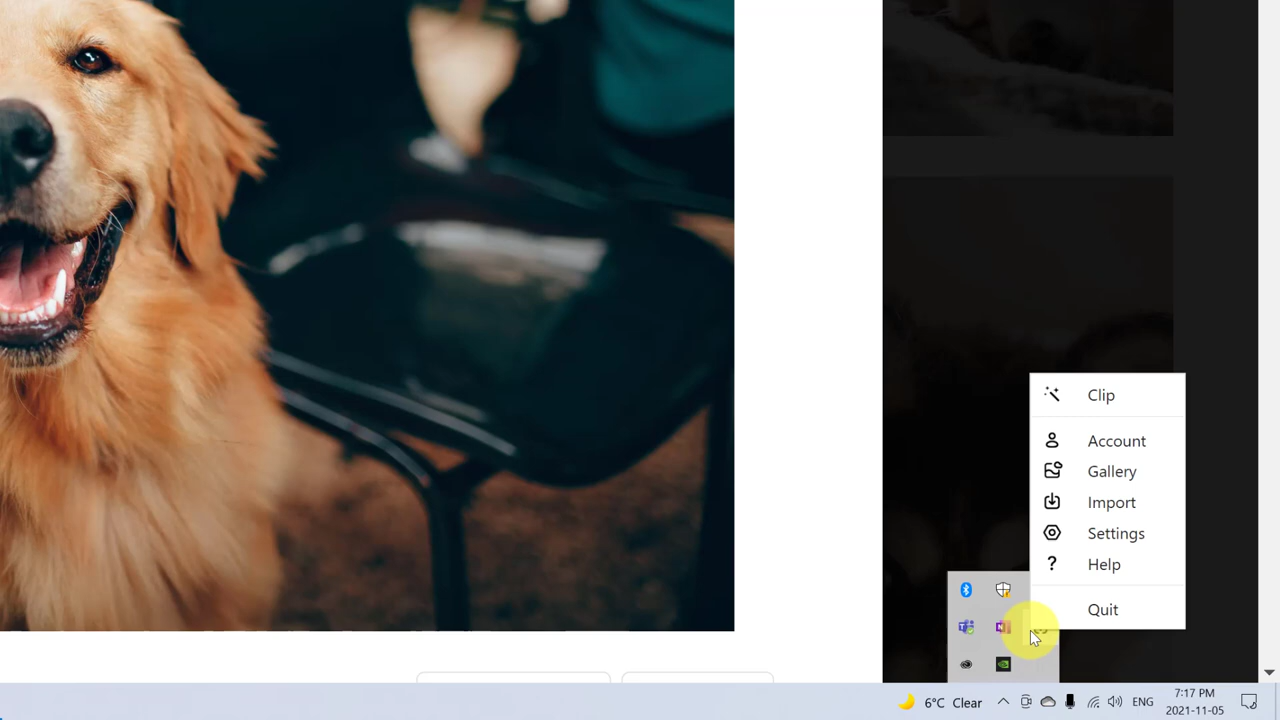 Clip
Account
Gallery
Import
Settings
? Help
Quit
6°C Clear
ENG
7:17 PM
2021-11-05